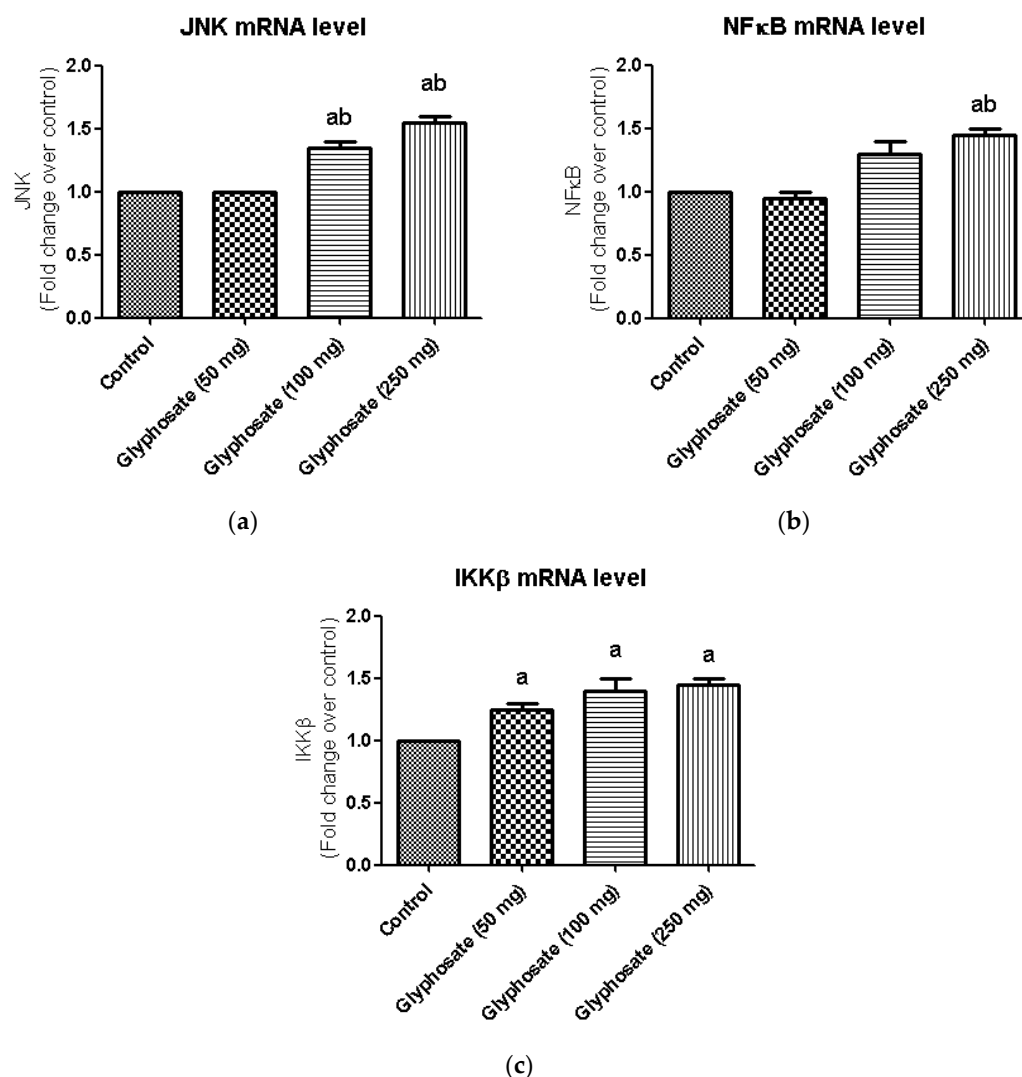 JNK mRNA level
JNK
(Fold change over control)
2.0
1.5
1.0
0.5
0.0
ab
ab
Control
Glyphosate (50 mg)
Glyphosate (100 mg)
Glyphosate (250 mg)
(a)
NFκB mRNA level
NFκB
(Fold change over control)
2.0
1.5
1.0
0.5
0.0
ab
Control
Glyphosate (50 mg)
Glyphosate (100 mg)
Glyphosate (250 mg)
(b)
IKKβ mRNA level
IKKβ
(Fold change over control)
2.0
1.5
1.0
0.5
0.0
a
a
a
Control
Glyphosate (50 mg)
Glyphosate (100 mg)
Glyphosate (250 mg)
(c)